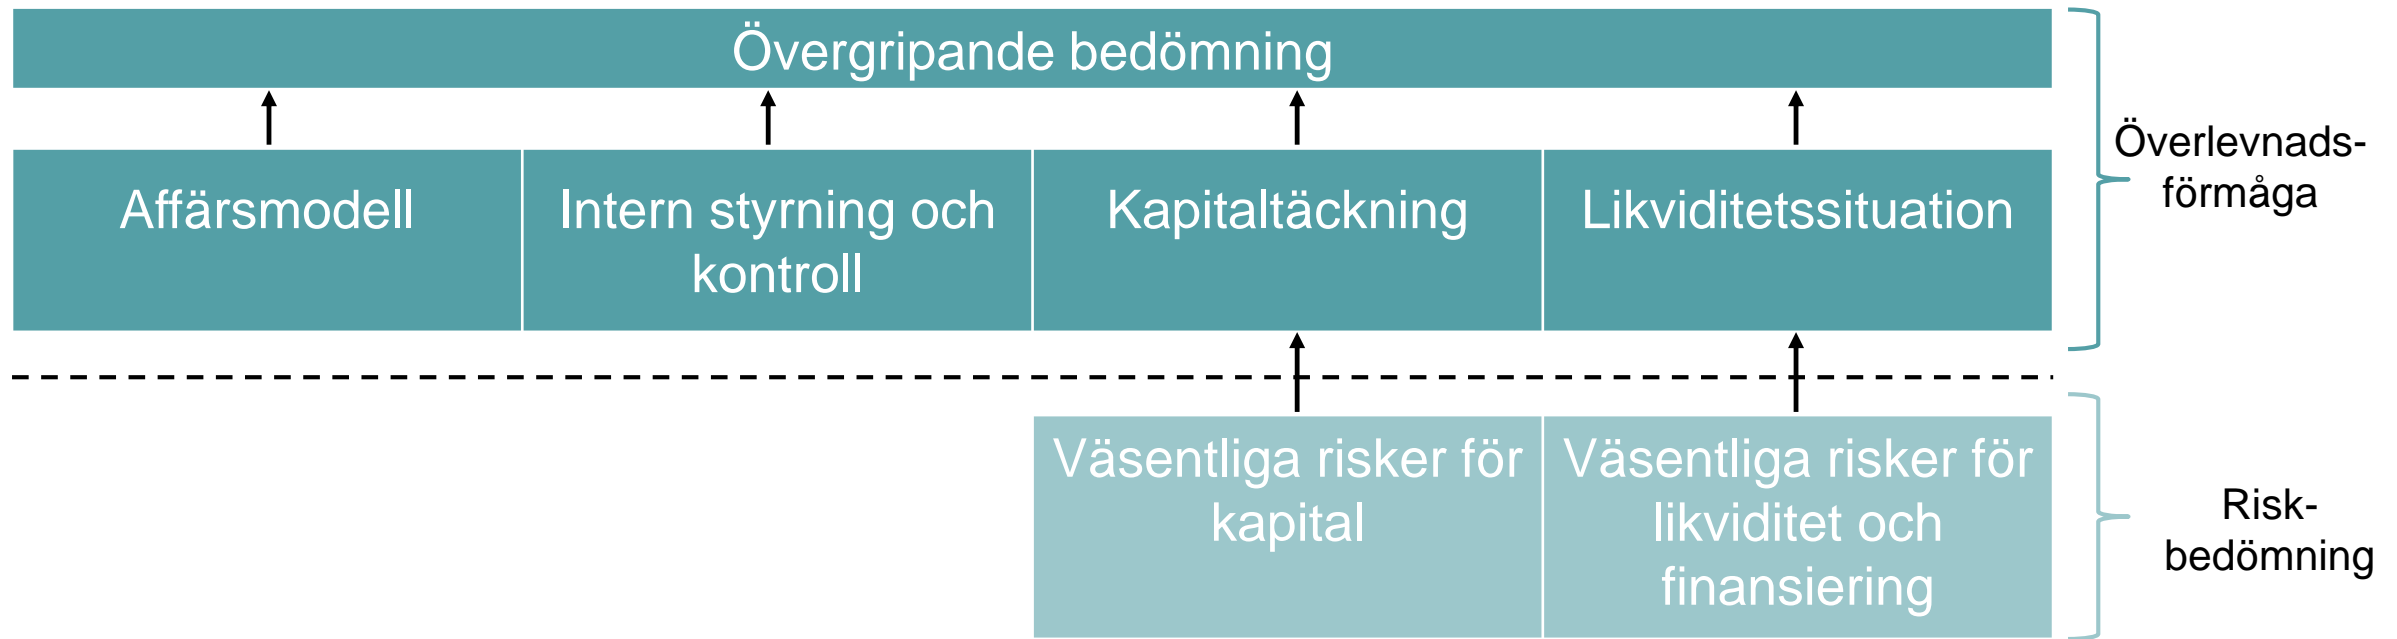 Övergripande bedömning
Affärsmodell
Intern styrning och
kontroll
Kapitaltäckning
Likviditetssituation
Överlevnads-
förmåga
Väsentliga risker för
kapital
Väsentliga risker för
likviditet och
finansiering
Risk-
bedömning